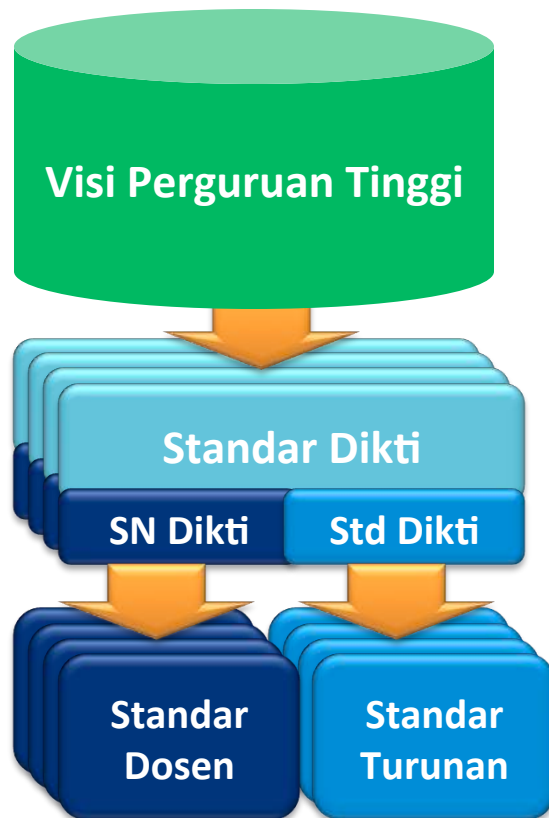 Visi Perguruan Tinggi
Standar Dikti
SN Dikti
Std Dikti
Standar
Dosen
Standar
Turunan